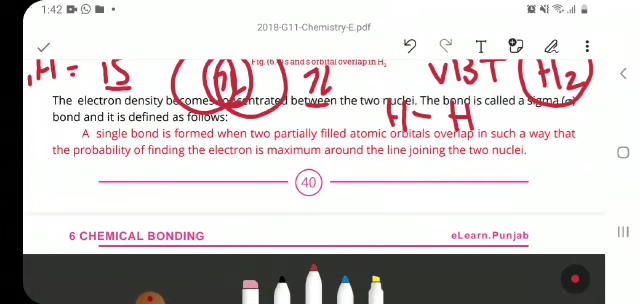 1:42
2018-G11-Chemistry-E.pdf
Fig. (6. ) s and s orbital overlap in H2
1H = 1S
VBT (H2)
The electron density becomes concentrated between the two nuclei. The bond is called a sigma (σ)
bond and it is defined as follows:
H - H
A single bond is formed when two partially filled atomic orbitals overlap in such a way that
the probability of finding the electron is maximum around the line joining the two nuclei.
40
6 CHEMICAL BONDING
eLearn.Punjab